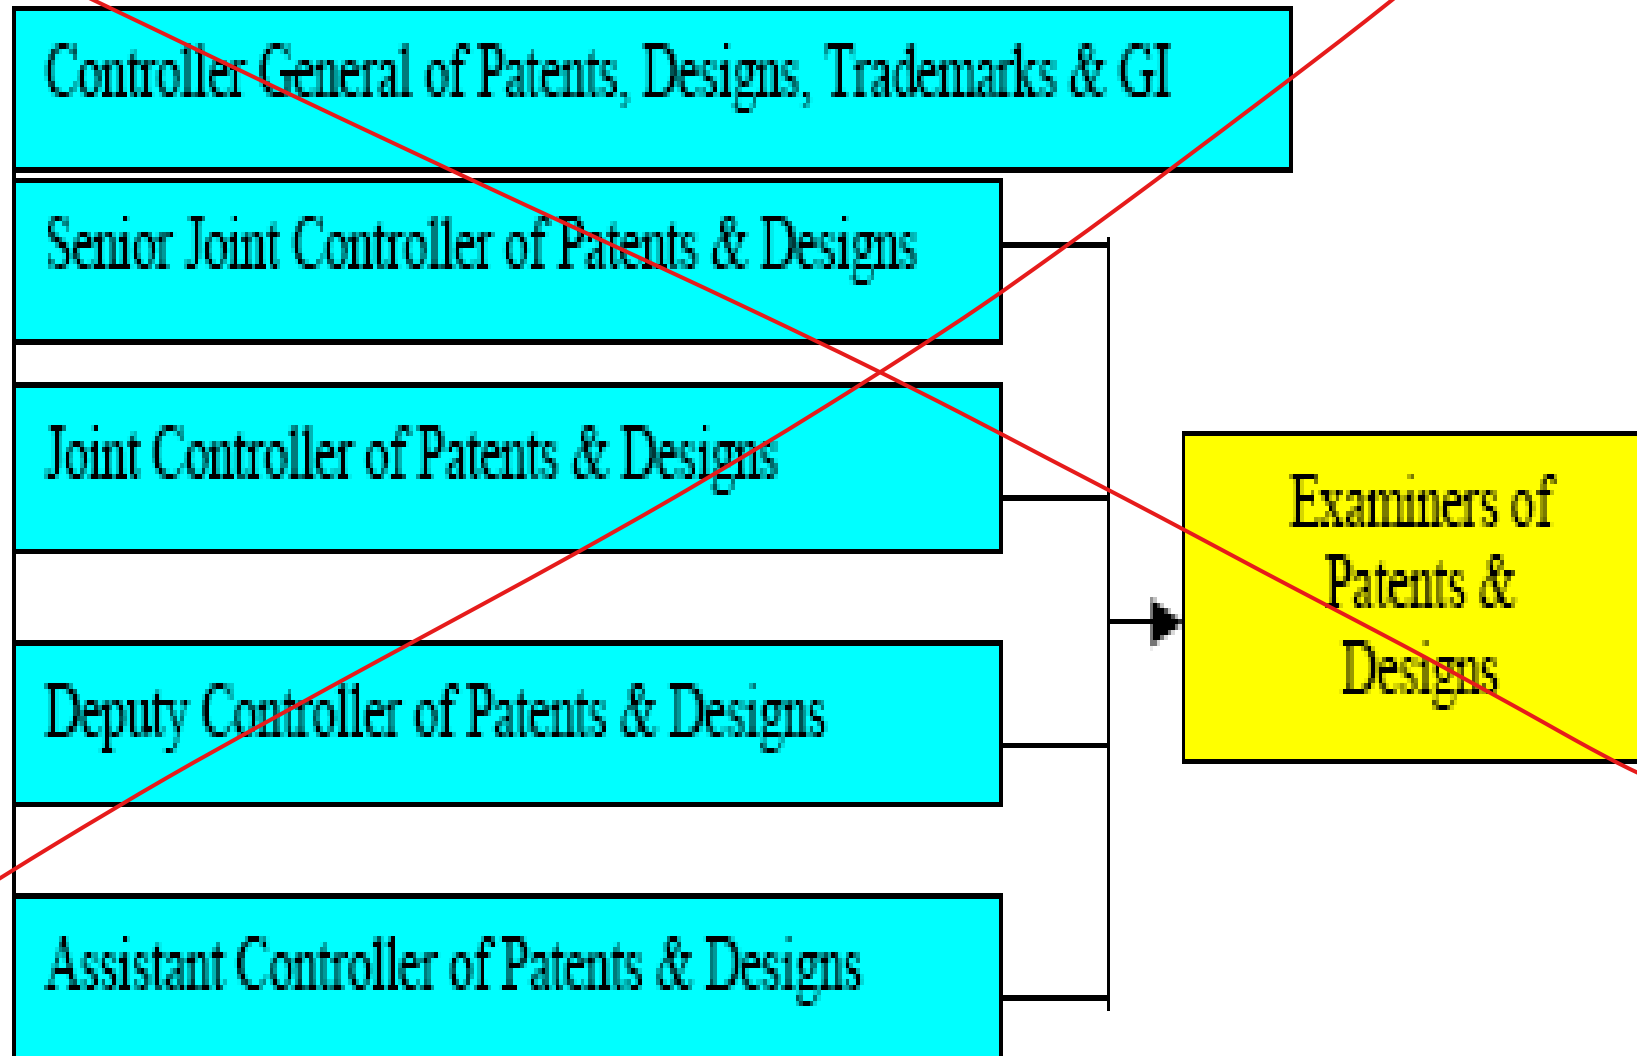 Controller General of Patents, Designs, Trademarks & GI
Senior Joint Controller of Patents & Designs
Joint Controller of Patents & Designs
Examiners of
Patents &
Designs
Deputy Controller of Patents & Designs
Assistant Controller of Patents & Designs